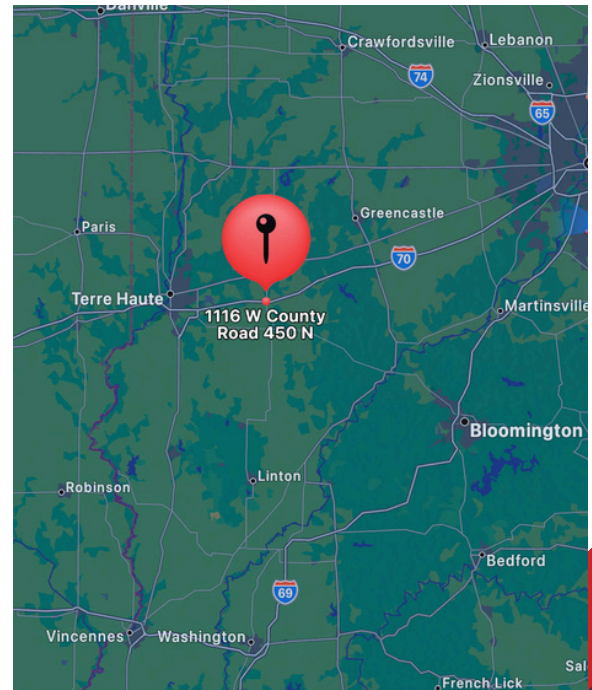 Danville
Crawfordsville
Lebanon
74
Zionsville
65
Paris
Greencastle
70
Terre Haute
1116 W County
Road 450 N
Martinsville
Bloomington
Linton
Robinson
Bedford
69
Vincennes
Washington
Sal
French Lick